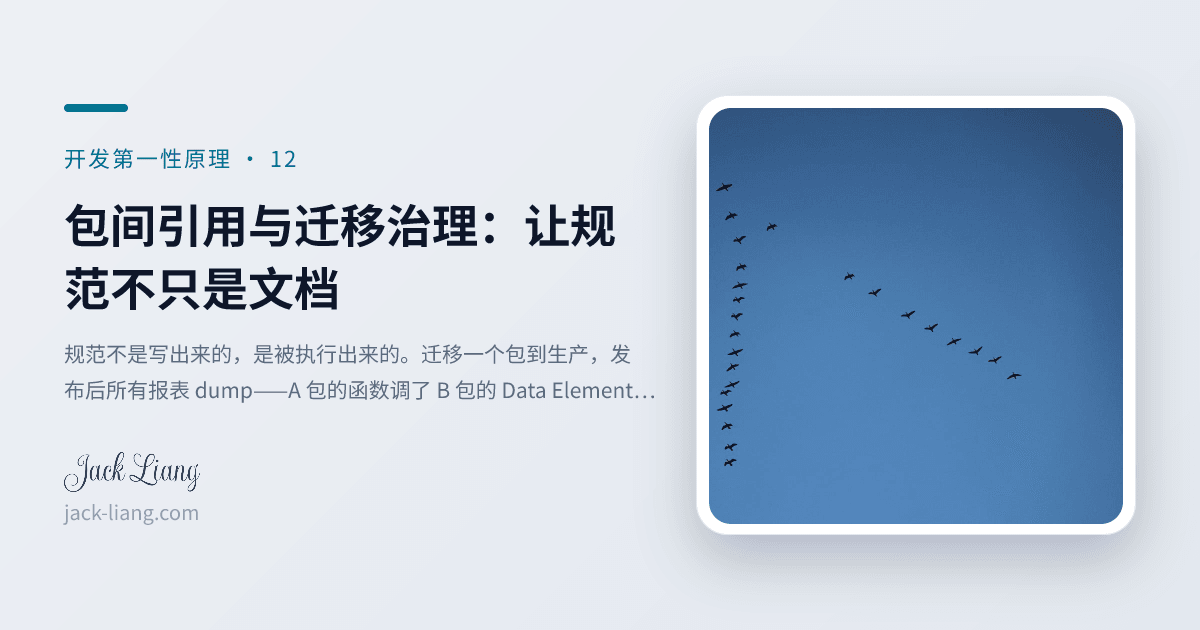 开发第一性原理 · 12
包间引用与迁移治理：让规
范不只是文档
规范不是写出来的，是被执行出来的。迁移一个包到生产，发
布后所有报表 dump——A 包的函数调了 B 包的 Data Element…
Jack Liang
jack-liang.com